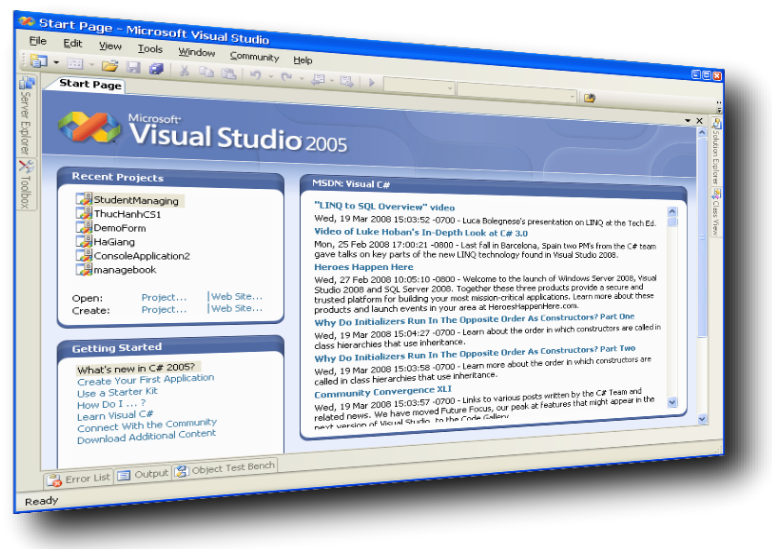 Start Page - Microsoft Visual Studio
File Edit View Tools Window Community Help
Start Page
Server Explorer
Toolbox
Solution Explorer
Class View
Microsoft
Visual Studio 2005
Recent Projects
StudentManaging
ThucHanhCS1
DemoForm
HaGiang
ConsoleApplication2
managebook
Open: Project... | Web Site...
Create: Project... | Web Site...
Getting Started
What's new in C# 2005?
Create Your First Application
Use a Starter Kit
How Do I ... ?
Learn Visual C#
Connect With the Community
Download Additional Content
MSDN: Visual C#
"LINQ to SQL Overview" video
Wed, 19 Mar 2008 15:03:52 -0700 - Luca Bolegnese's presentation on LINQ at the Tech Ed.
Video of Luke Hoban's In-Depth Look at C# 3.0
Mon, 25 Feb 2008 17:00:21 -0800 - Last fall in Barcelona, Spain two PM's from the C# team
gave talks on key parts of the new LINQ technology found in Visual Studio 2008.
Heroes Happen Here
Wed, 27 Feb 2008 10:05:10 -0800 - Welcome to the launch of Windows Server 2008, Visual
Studio 2008 and SQL Server 2008. Together these three products provide a secure and
trusted platform for building your most mission-critical applications. Learn more about these
products and launch events in your area at HeroesHappenHere.com.
Why Do Initializers Run In The Opposite Order As Constructors? Part One
Wed, 19 Mar 2008 15:04:27 -0700 - Learn about the order in which constructors are called in
class hierarchies that use inheritance.
Why Do Initializers Run In The Opposite Order As Constructors? Part Two
Wed, 19 Mar 2008 15:03:58 -0700 - Learn more about the order in which constructors are
called in class hierarchies that use inheritance.
Community Convergence XLI
Wed, 19 Mar 2008 15:03:57 -0700 - Links to various posts written by the C# Team and
related news. We have moved Future Focus, our peak at features that might appear in the
next version of Visual Studio, to the Code Gallery.
Error List Output Object Test Bench
Ready